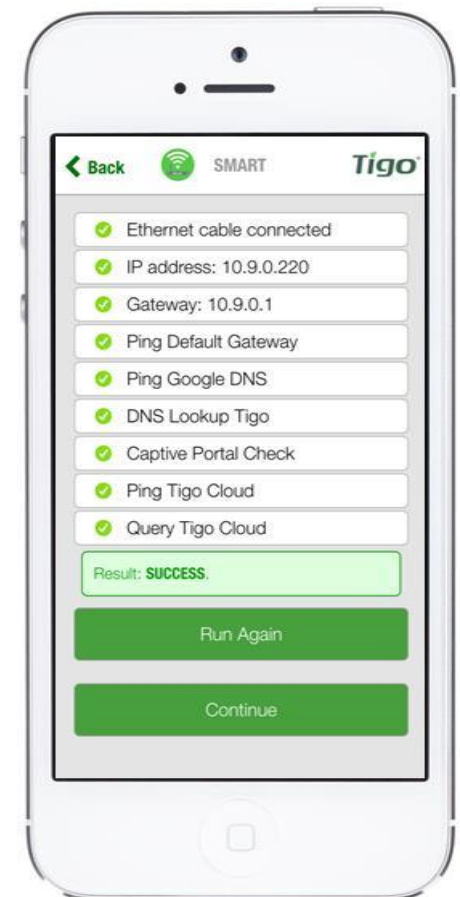 Back
SMART
Tigo
Ethernet cable connected
IP address: 10.9.0.220
Gateway: 10.9.0.1
Ping Default Gateway
Ping Google DNS
DNS Lookup Tigo
Captive Portal Check
Ping Tigo Cloud
Query Tigo Cloud
Result: SUCCESS.
Run Again
Continue